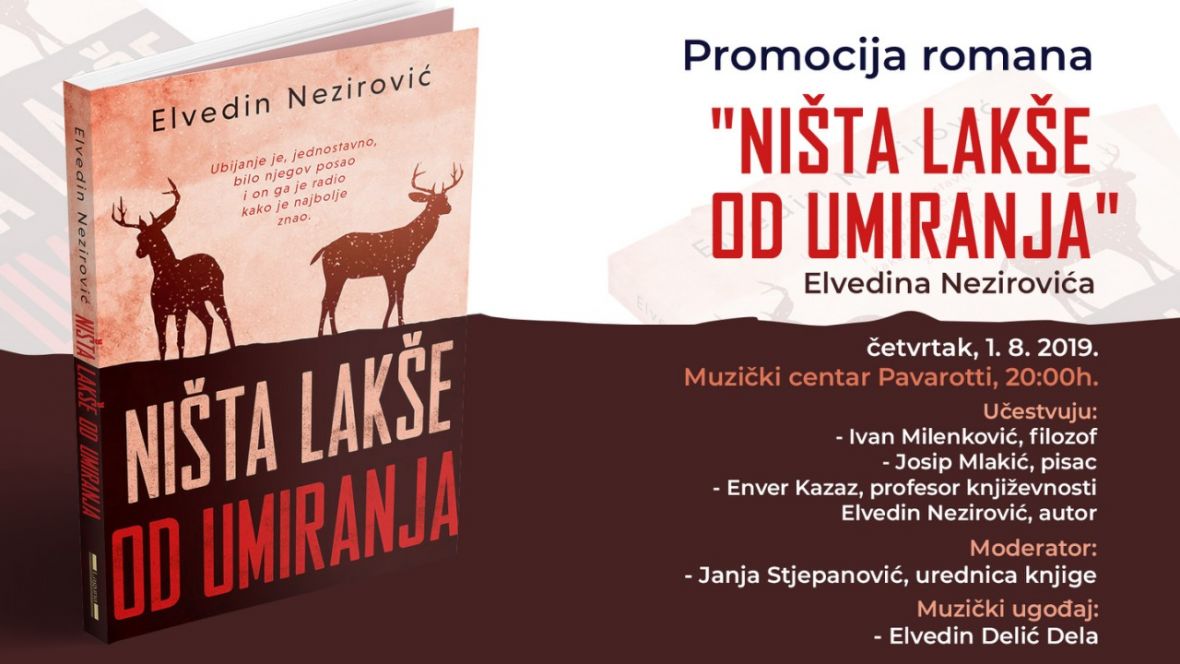 Elvedin Nezirović
Ubijanje je, jednostavno,
bilo njegov posao
i on ga je radio
kako je najbolje
znao.
NIŠTA LAKŠE
OD UMIRANJA
Elvedin Nezirović NIŠTA LAKŠE OD UMIRANJA
Laguna
Promocija romana
"NIŠTA LAKŠE
OD UMIRANJA"
Elvedina Nezirovića
četvrtak, 1. 8. 2019.
Muzički centar Pavarotti, 20:00h.
Učestvuju:
- Ivan Milenković, filozof
- Josip Mlakić, pisac
- Enver Kazaz, profesor književnosti
Elvedin Nezirović, autor
Moderator:
- Janja Stjepanović, urednica knjige
Muzički ugođaj:
- Elvedin Delić Dela